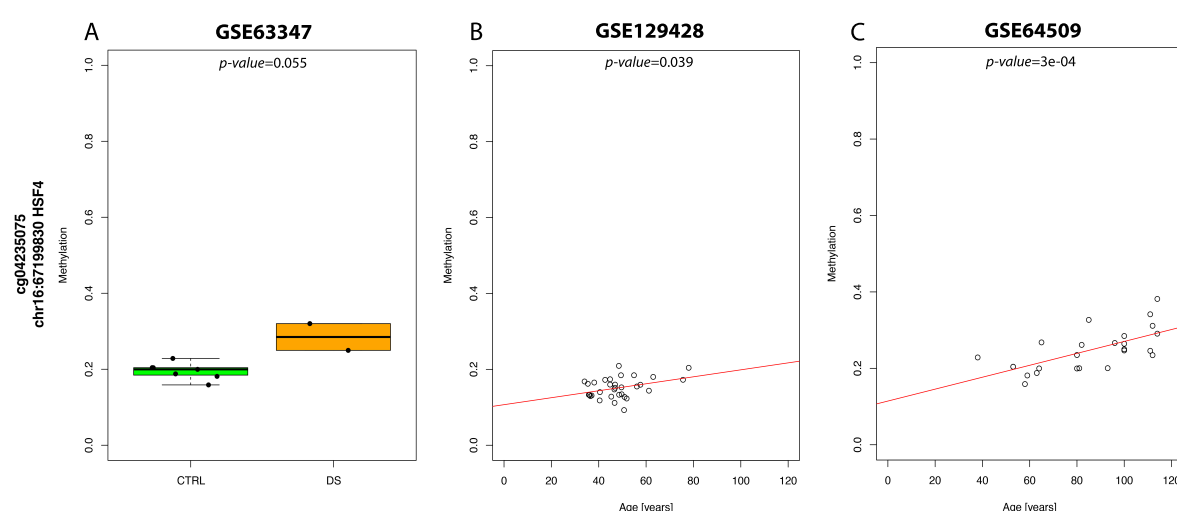 A
GSE63347
p-value=0.055
cg04235075
chr16:67199830 HSF4
Methylation
1.0
0.8
0.6
0.4
0.2
0.0
CTRL
DS
B
GSE129428
p-value=0.039
Methylation
1.0
0.8
0.6
0.4
0.2
0.0
0 20 40 60 80 100 120
Age [years]
C
GSE64509
p-value=3e-04
Methylation
1.0
0.8
0.6
0.4
0.2
0.0
0 20 40 60 80 100 120
Age [years]